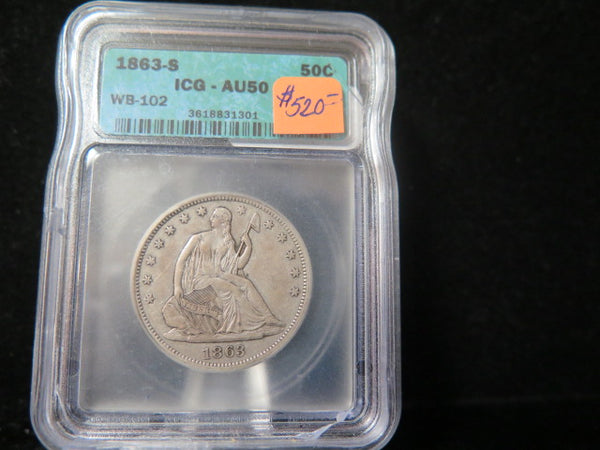 1863-S 50C
ICG - AU50
WB-102
3618831301
$520=
1863